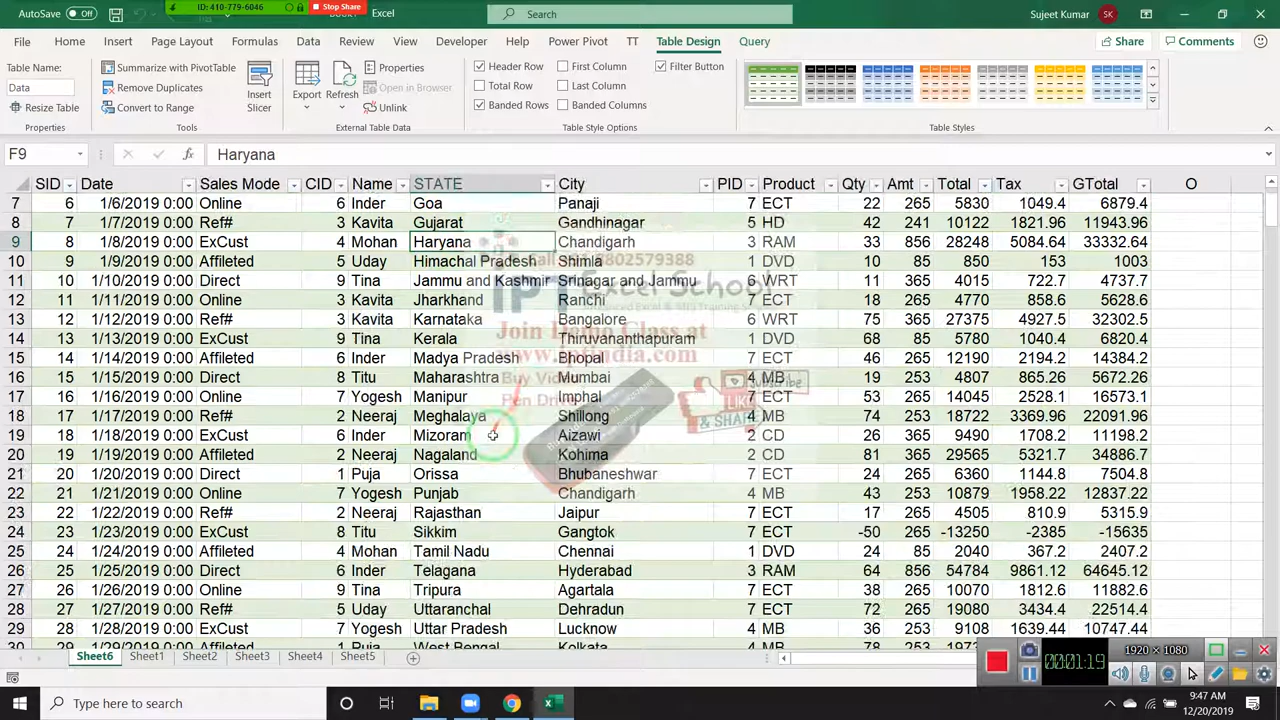 AutoSave Off ID: 410-779-6046 Stop Share Excel Search Sujeet Kumar SK
File Home Insert Page Layout Formulas Data Review View Developer Help Power Pivot TT Table Design Query Share Comments
Table Name: Summarize with PivotTable Properties Header Row First Column Filter Button
Data Remove Duplicates Insert Slicer Export Refresh Open in Browser Total Row Last Column
Resize Table Convert to Range Unlink Banded Rows Banded Columns
Properties Tools External Table Data Table Style Options Table Styles
F9 fx Haryana
SID Date Sales Mode CID Name STATE City PID Product Qty Amt Total Tax GTotal O
7 6 1/6/2019 0:00 Online 6 Inder Goa Panaji 7 ECT 22 265 5830 1049.4 6879.4
8 7 1/7/2019 0:00 Ref# 3 Kavita Gujarat Gandhinagar 5 HD 42 241 10122 1821.96 11943.96
9 8 1/8/2019 0:00 ExCust 4 Mohan Haryana Chandigarh 3 RAM 33 856 28248 5084.64 33332.64
10 9 1/9/2019 0:00 Affileted 5 Uday Himachal Pradesh Shimla 1 DVD 10 85 850 153 1003
11 10 1/10/2019 0:00 Direct 9 Tina Jammu and Kashmir Srinagar and Jammu 6 WRT 11 365 4015 722.7 4737.7
12 11 1/11/2019 0:00 Online 3 Kavita Jharkhand Ranchi 7 ECT 18 265 4770 858.6 5628.6
13 12 1/12/2019 0:00 Ref# 3 Kavita Karnataka Bangalore 6 WRT 75 365 27375 4927.5 32302.5
14 13 1/13/2019 0:00 ExCust 9 Tina Kerala Thiruvananthapuram 1 DVD 68 85 5780 1040.4 6820.4
15 14 1/14/2019 0:00 Affileted 6 Inder Madya Pradesh Bhopal 7 ECT 46 265 12190 2194.2 14384.2
16 15 1/15/2019 0:00 Direct 8 Titu Maharashtra Mumbai 4 MB 19 253 4807 865.26 5672.26
17 16 1/16/2019 0:00 Online 7 Yogesh Manipur Imphal 7 ECT 53 265 14045 2528.1 16573.1
18 17 1/17/2019 0:00 Ref# 2 Neeraj Meghalaya Shillong 4 MB 74 253 18722 3369.96 22091.96
19 18 1/18/2019 0:00 ExCust 6 Inder Mizoram Aizawi 2 CD 26 365 9490 1708.2 11198.2
20 19 1/19/2019 0:00 Affileted 2 Neeraj Nagaland Kohima 2 CD 81 365 29565 5321.7 34886.7
21 20 1/20/2019 0:00 Direct 1 Puja Orissa Bhubaneshwar 7 ECT 24 265 6360 1144.8 7504.8
22 21 1/21/2019 0:00 Online 7 Yogesh Punjab Chandigarh 4 MB 43 253 10879 1958.22 12837.22
23 22 1/22/2019 0:00 Ref# 2 Neeraj Rajasthan Jaipur 7 ECT 17 265 4505 810.9 5315.9
24 23 1/23/2019 0:00 ExCust 8 Titu Sikkim Gangtok 7 ECT -50 265 -13250 -2385 -15635
25 24 1/24/2019 0:00 Affileted 4 Mohan Tamil Nadu Chennai 1 DVD 24 85 2040 367.2 2407.2
26 25 1/25/2019 0:00 Direct 6 Inder Telagana Hyderabad 3 RAM 64 856 54784 9861.12 64645.12
27 26 1/26/2019 0:00 Online 9 Tina Tripura Agartala 7 ECT 38 265 10070 1812.6 11882.6
28 27 1/27/2019 0:00 Ref# 5 Uday Uttaranchal Dehradun 7 ECT 72 265 19080 3434.4 22514.4
29 28 1/28/2019 0:00 ExCust 7 Yogesh Uttar Pradesh Lucknow 4 MB 36 253 9108 1639.44 10747.44
30 29 1/29/2019 0:00 Affileted Puja West Bengal Kolkata
IPT Excel School
Join Demo Class at
www.iptindia.com
SUBSCRIBE
LIKE
& SHARE
Sheet6 Sheet1 Sheet2 Sheet3 Sheet4 Sheet5
00:01:19 1920 × 1080
Type here to search
9:47 AM
12/20/2019